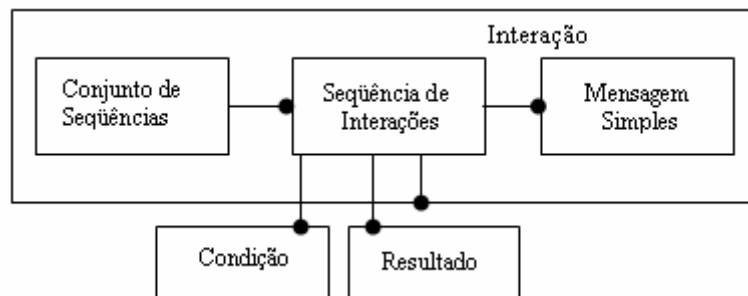 Interação
Conjunto de
Seqüências
Seqüência de
Interações
Mensagem
Simples
Condição
Resultado